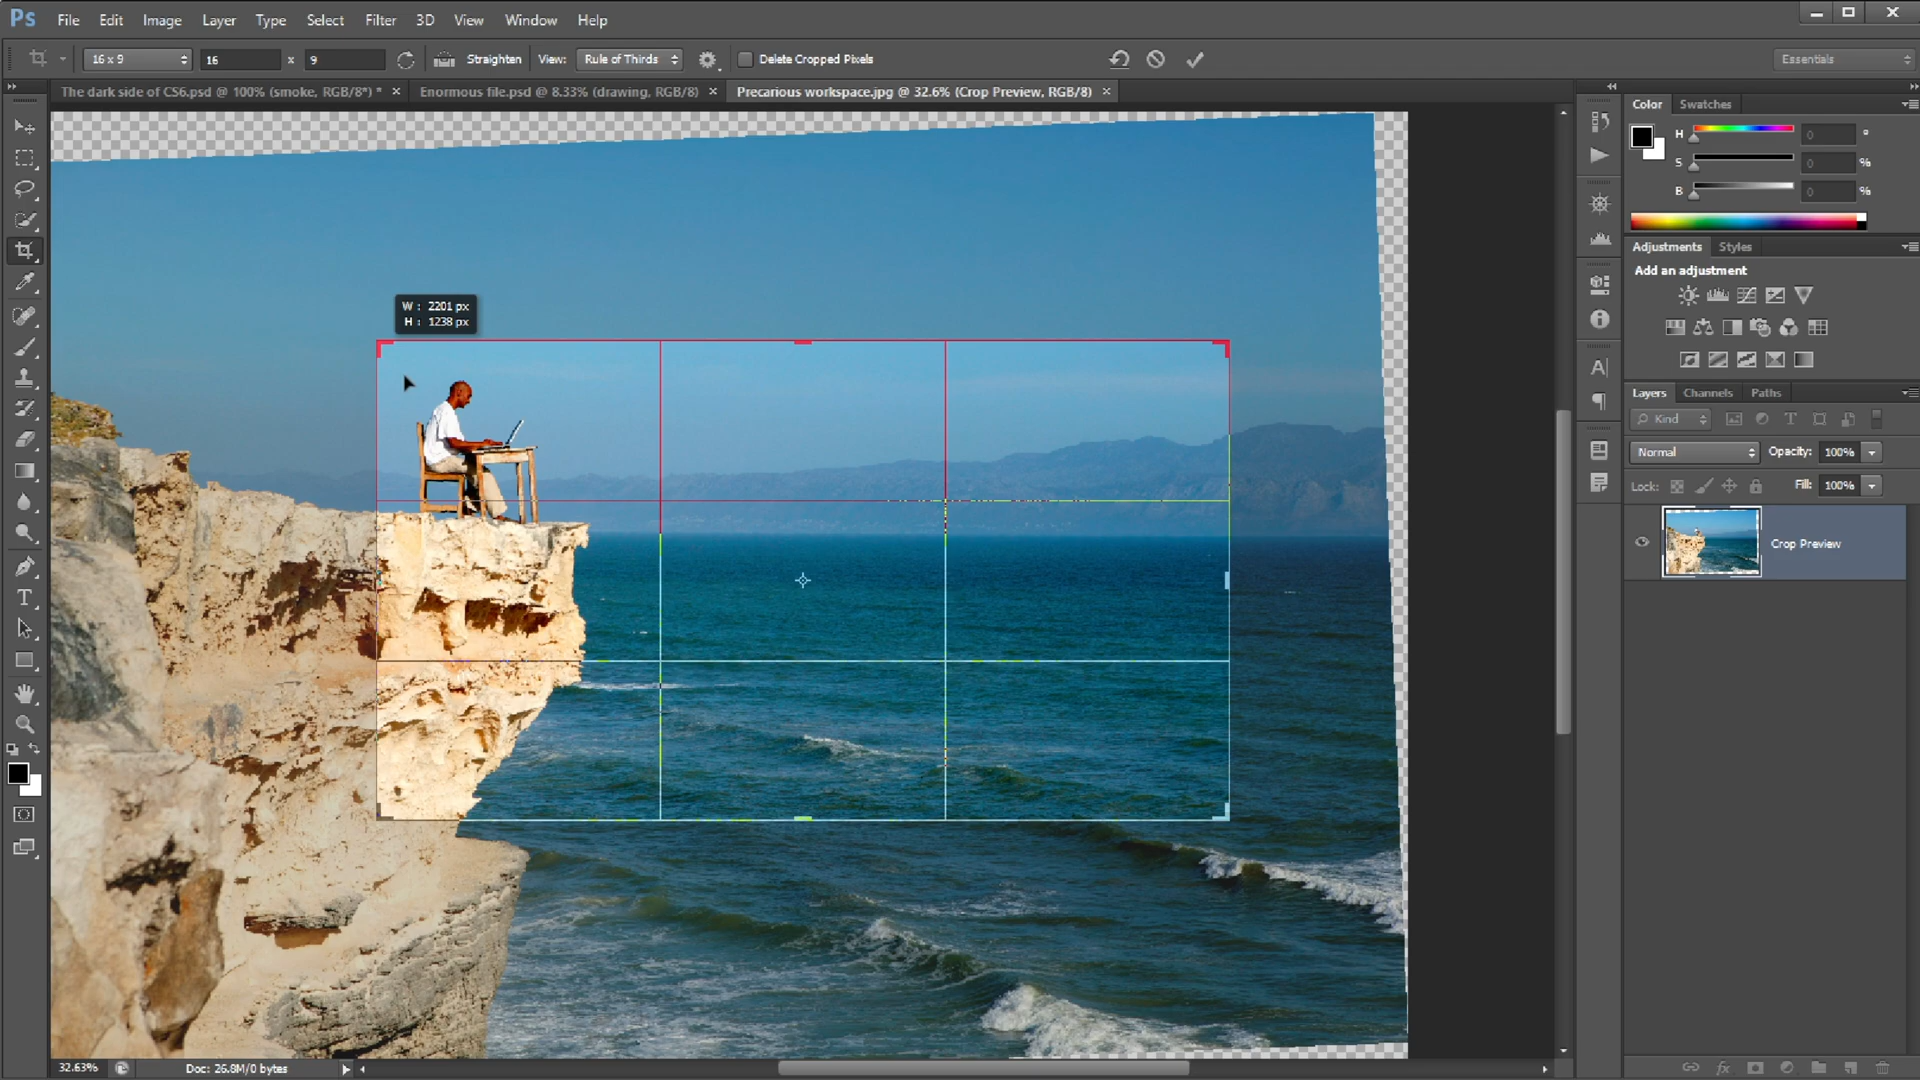 Ps File Edit Image Layer Type Select Filter 3D View Window Help
16 x 9 16 x 9 Straighten View: Rule of Thirds Delete Cropped Pixels Essentials
The dark side of CS6.psd @ 100% (smoke, RGB/8*) * × Enormous file.psd @ 8.33% (drawing, RGB/8) × Precarious workspace.jpg @ 32.6% (Crop Preview, RGB/8) ×
Color Swatches
H 0 °
S 0 %
B 0 %
Adjustments Styles
Add an adjustment
W : 2201 px
H : 1238 px
Layers Channels Paths
Kind
Normal Opacity: 100%
Lock: Fill: 100%
Crop Preview
32.63% Doc: 26.8M/0 bytes